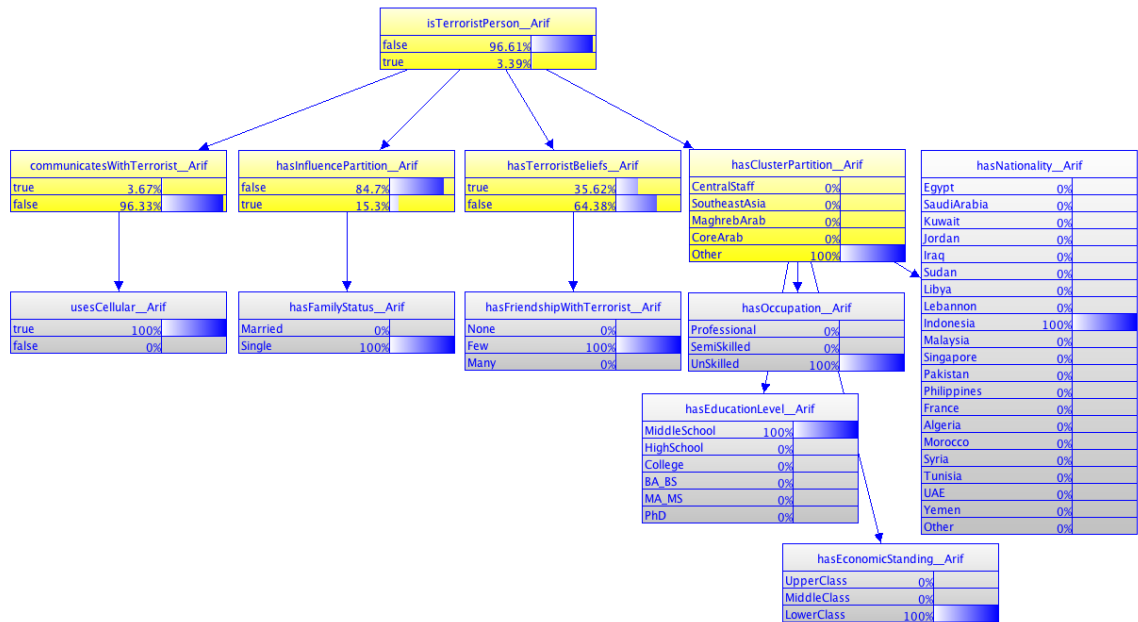 isTerroristPerson__Arif
false 96.61%
true 3.39%
communicatesWithTerrorist__Arif
true 3.67%
false 96.33%
hasInfluencePartition__Arif
false 84.7%
true 15.3%
hasTerroristBeliefs__Arif
true 35.62%
false 64.38%
hasClusterPartition__Arif
CentralStaff 0%
SoutheastAsia 0%
MaghrebArab 0%
CoreArab 0%
Other 100%
hasNationality__Arif
Egypt 0%
SaudiArabia 0%
Kuwait 0%
Jordan 0%
Iraq 0%
Sudan 0%
Libya 0%
Lebannon 0%
Indonesia 100%
Malaysia 0%
Singapore 0%
Pakistan 0%
Philippines 0%
France 0%
Algeria 0%
Morocco 0%
Syria 0%
Tunisia 0%
UAE 0%
Yemen 0%
Other 0%
usesCellular__Arif
true 100%
false 0%
hasFamilyStatus__Arif
Married 0%
Single 100%
hasFriendshipWithTerrorist__Arif
None 0%
Few 100%
Many 0%
hasOccupation__Arif
Professional 0%
SemiSkilled 0%
UnSkilled 100%
hasEducationLevel__Arif
MiddleSchool 100%
HighSchool 0%
College 0%
BA_BS 0%
MA_MS 0%
PhD 0%
hasEconomicStanding__Arif
UpperClass 0%
MiddleClass 0%
LowerClass 100%